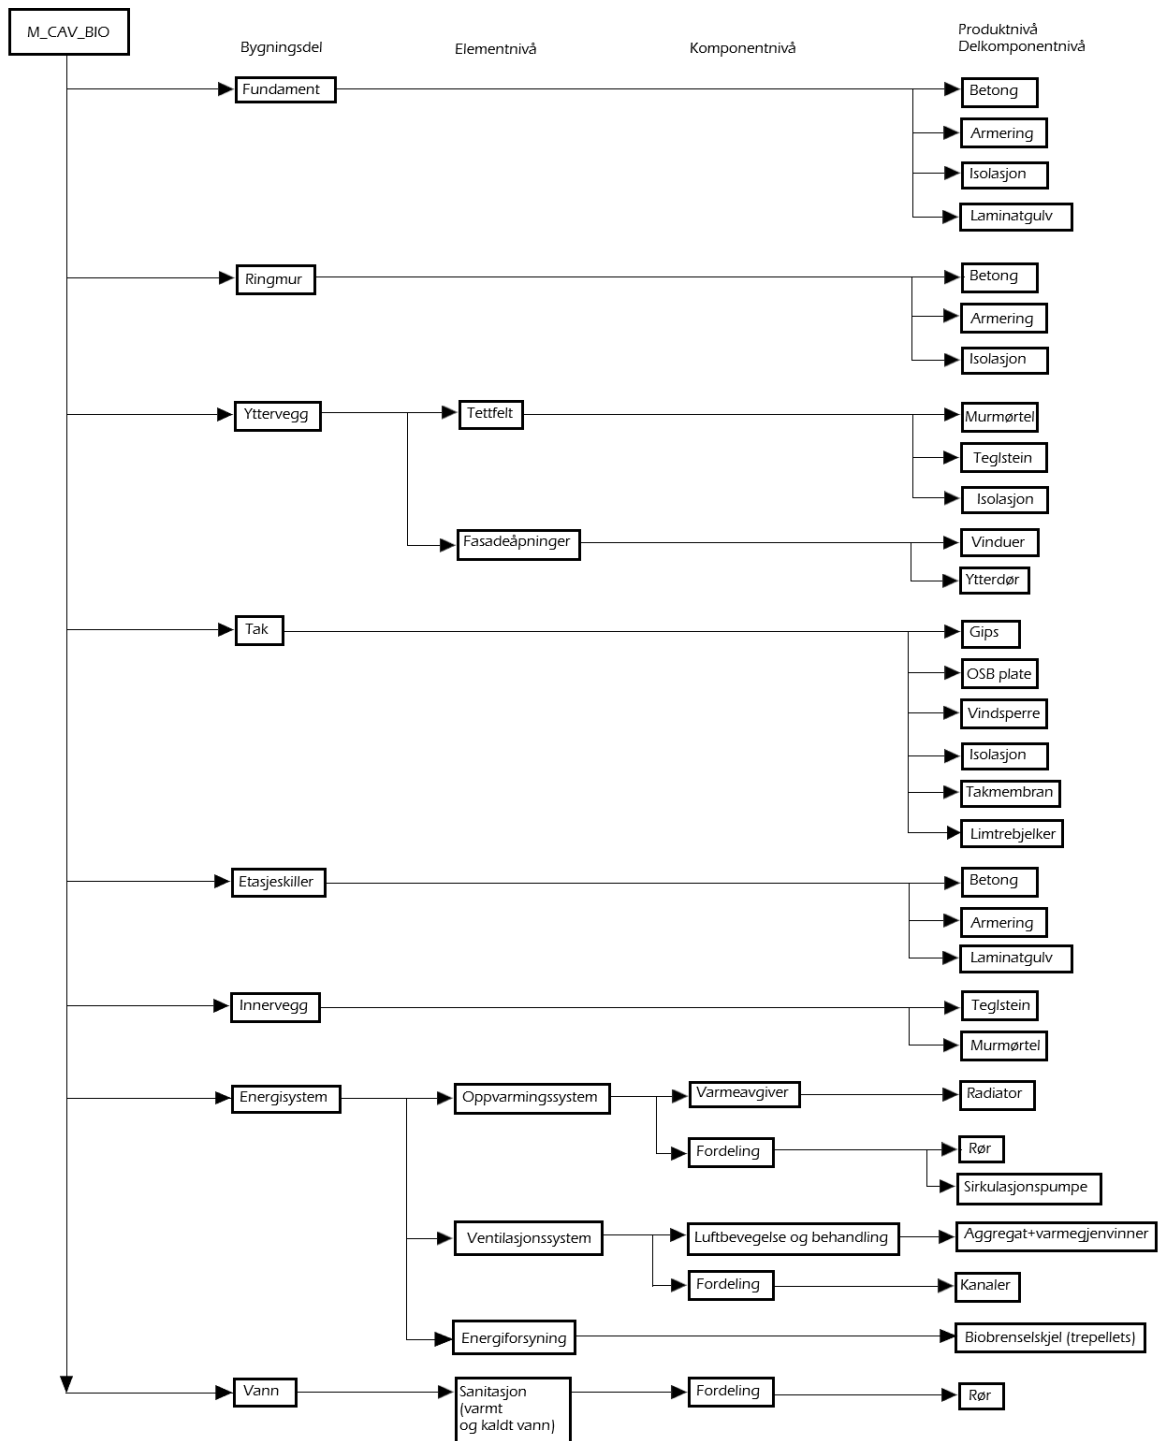 M_CAV_BIO
Bygningsdel
Elementnivå
Komponentnivå
Produktnivå
Delkomponentnivå
Fundament
Betong
Armering
Isolasjon
Laminatgulv
Ringmur
Betong
Armering
Isolasjon
Yttervegg
Tettfelt
Murmørtel
Teglstein
Isolasjon
Fasadeåpninger
Vinduer
Ytterdør
Tak
Gips
OSB plate
Vindsperre
Isolasjon
Takmembran
Limtrebjelker
Etasjeskiller
Betong
Armering
Laminatgulv
Innervegg
Teglstein
Murmørtel
Energisystem
Oppvarmingssystem
Varmeavgiver
Radiator
Fordeling
Rør
Sirkulasjonspumpe
Ventilasjonssystem
Luftbevegelse og behandling
Aggregat+varmegjenvinner
Fordeling
Kanaler
Energiforsyning
Biobrenselskjel (trepellets)
Vann
Sanitasjon
(varmt
og kaldt vann)
Fordeling
Rør